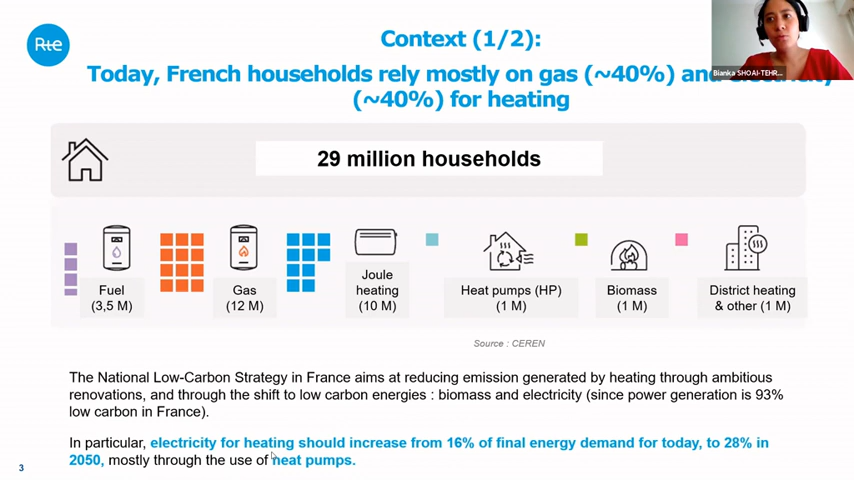 Rte
Context (1/2):
Today, French households rely mostly on gas (~40%) and electricity
(~40%) for heating
Bianka SHOAI-TEHR...
29 million households
Fuel
(3,5 M)
Gas
(12 M)
Joule
heating
(10 M)
Heat pumps (HP)
(1 M)
Biomass
(1 M)
District heating
& other (1 M)
Source : CEREN
The National Low-Carbon Strategy in France aims at reducing emission generated by heating through ambitious
renovations, and through the shift to low carbon energies : biomass and electricity (since power generation is 93%
low carbon in France).
In particular, electricity for heating should increase from 16% of final energy demand for today, to 28% in
2050, mostly through the use of heat pumps.
3